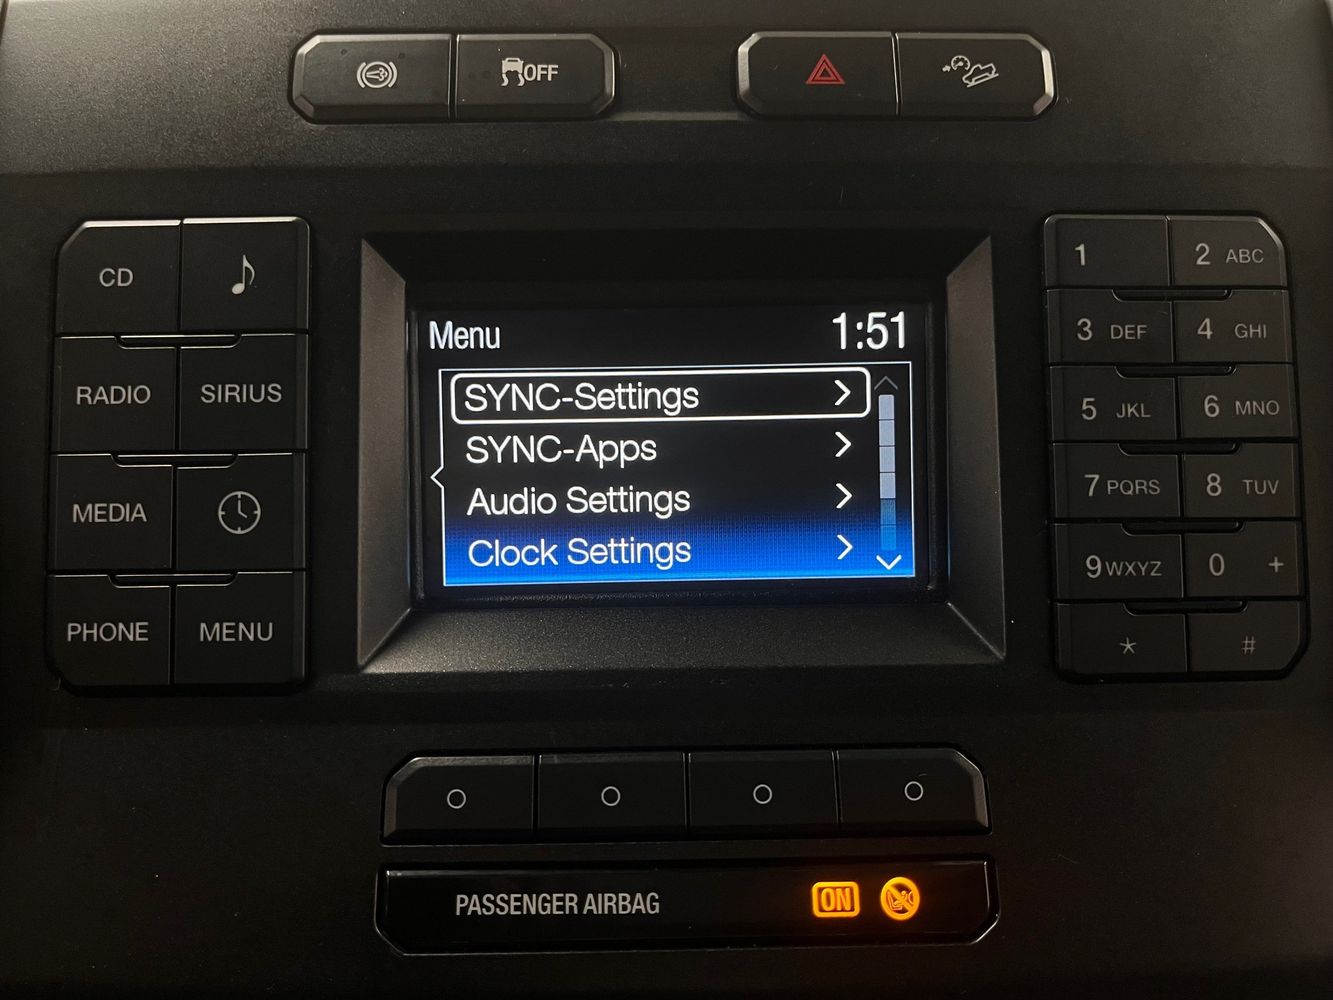 OFF
CD
RADIO
SIRIUS
MEDIA
PHONE
MENU
Menu
1:51
SYNC-Settings
SYNC-Apps
Audio Settings
Clock Settings
1
2 ABC
3 DEF
4 GHI
5 JKL
6 MNO
7 PQRS
8 TUV
9 WXYZ
0 +
*
#
PASSENGER AIRBAG
ON